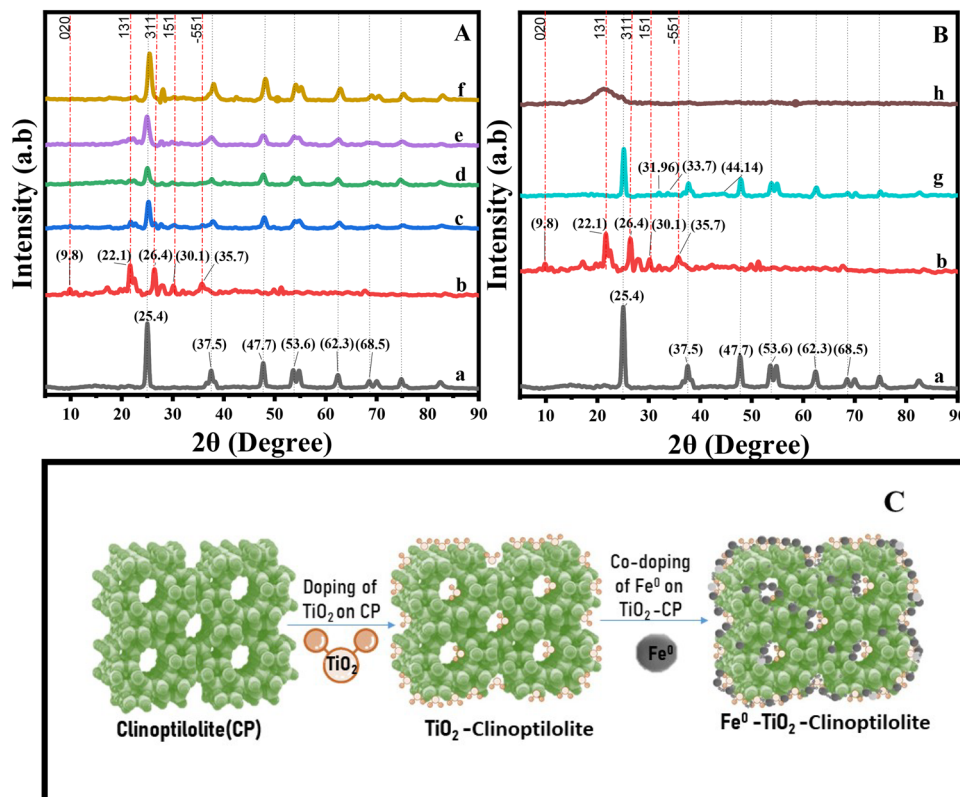 020
131
311
151
-551
A
f
e
d
c
(9.8)
(22.1)
(26.4)
(30.1)
(35.7)
b
(25.4)
(37.5)
(47.7)
(53.6)
(62.3)
(68.5)
a
Intensity (a.b)
10 20 30 40 50 60 70 80 90
2θ (Degree)
020
131
311
151
-551
B
h
(31.96)
(33.7)
(44.14)
g
(9.8)
(22.1)
(26.4)
(30.1)
(35.7)
b
(25.4)
(37.5)
(47.7)
(53.6)
(62.3)
(68.5)
a
Intensity (a.b)
10 20 30 40 50 60 70 80 90
2θ (Degree)
C
Doping of
TiO₂ on CP
TiO₂
Co-doping
of Fe⁰ on
TiO₂-CP
Fe⁰
Clinoptilolite(CP)
TiO₂-Clinoptilolite
Fe⁰-TiO₂-Clinoptilolite